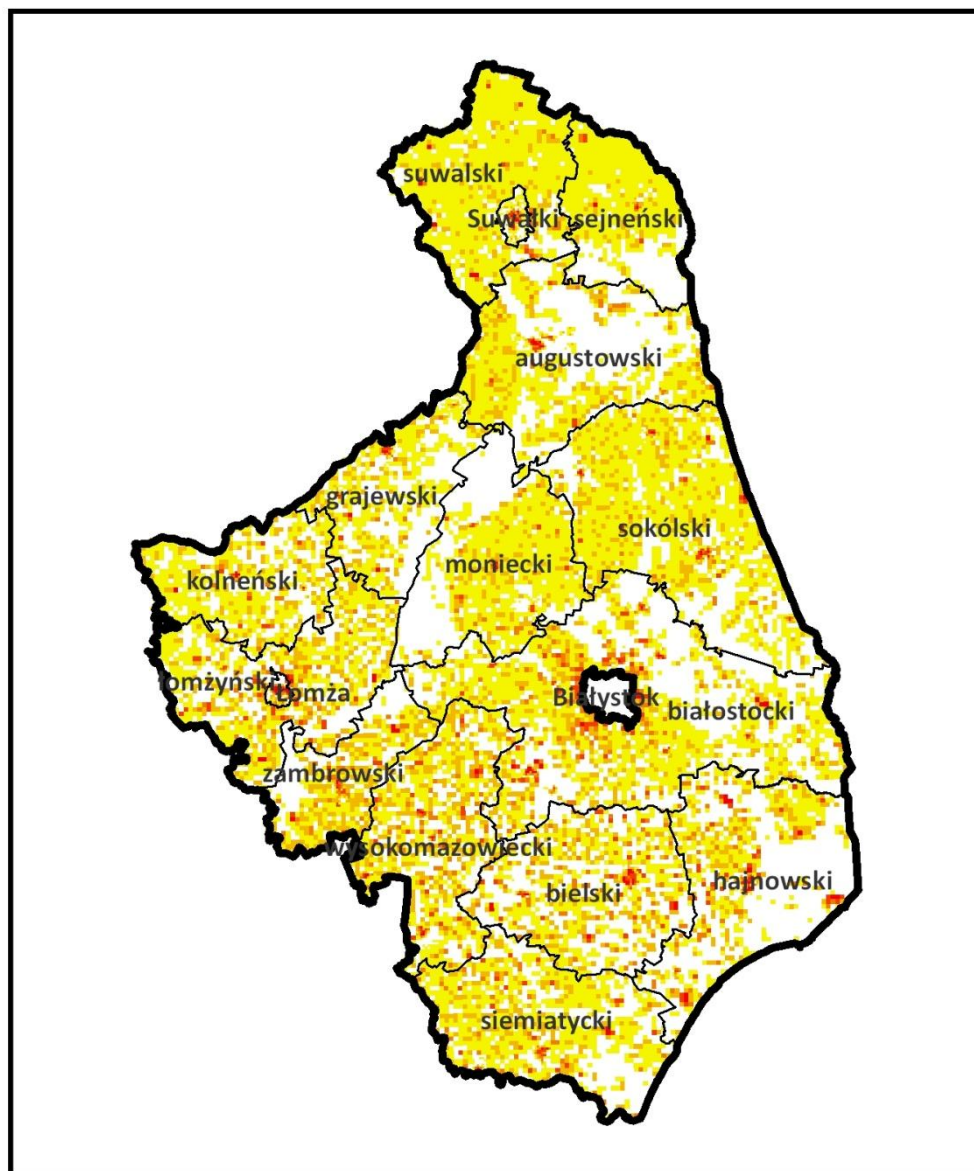 suwalski
Suwałki
sejneński
augustowski
grajewski
sokólski
moniecki
kolneński
łomżyński
Łomża
Białystok
białostocki
zambrowski
wysokomazowiecki
bielski
hajnowski
siemiatycki